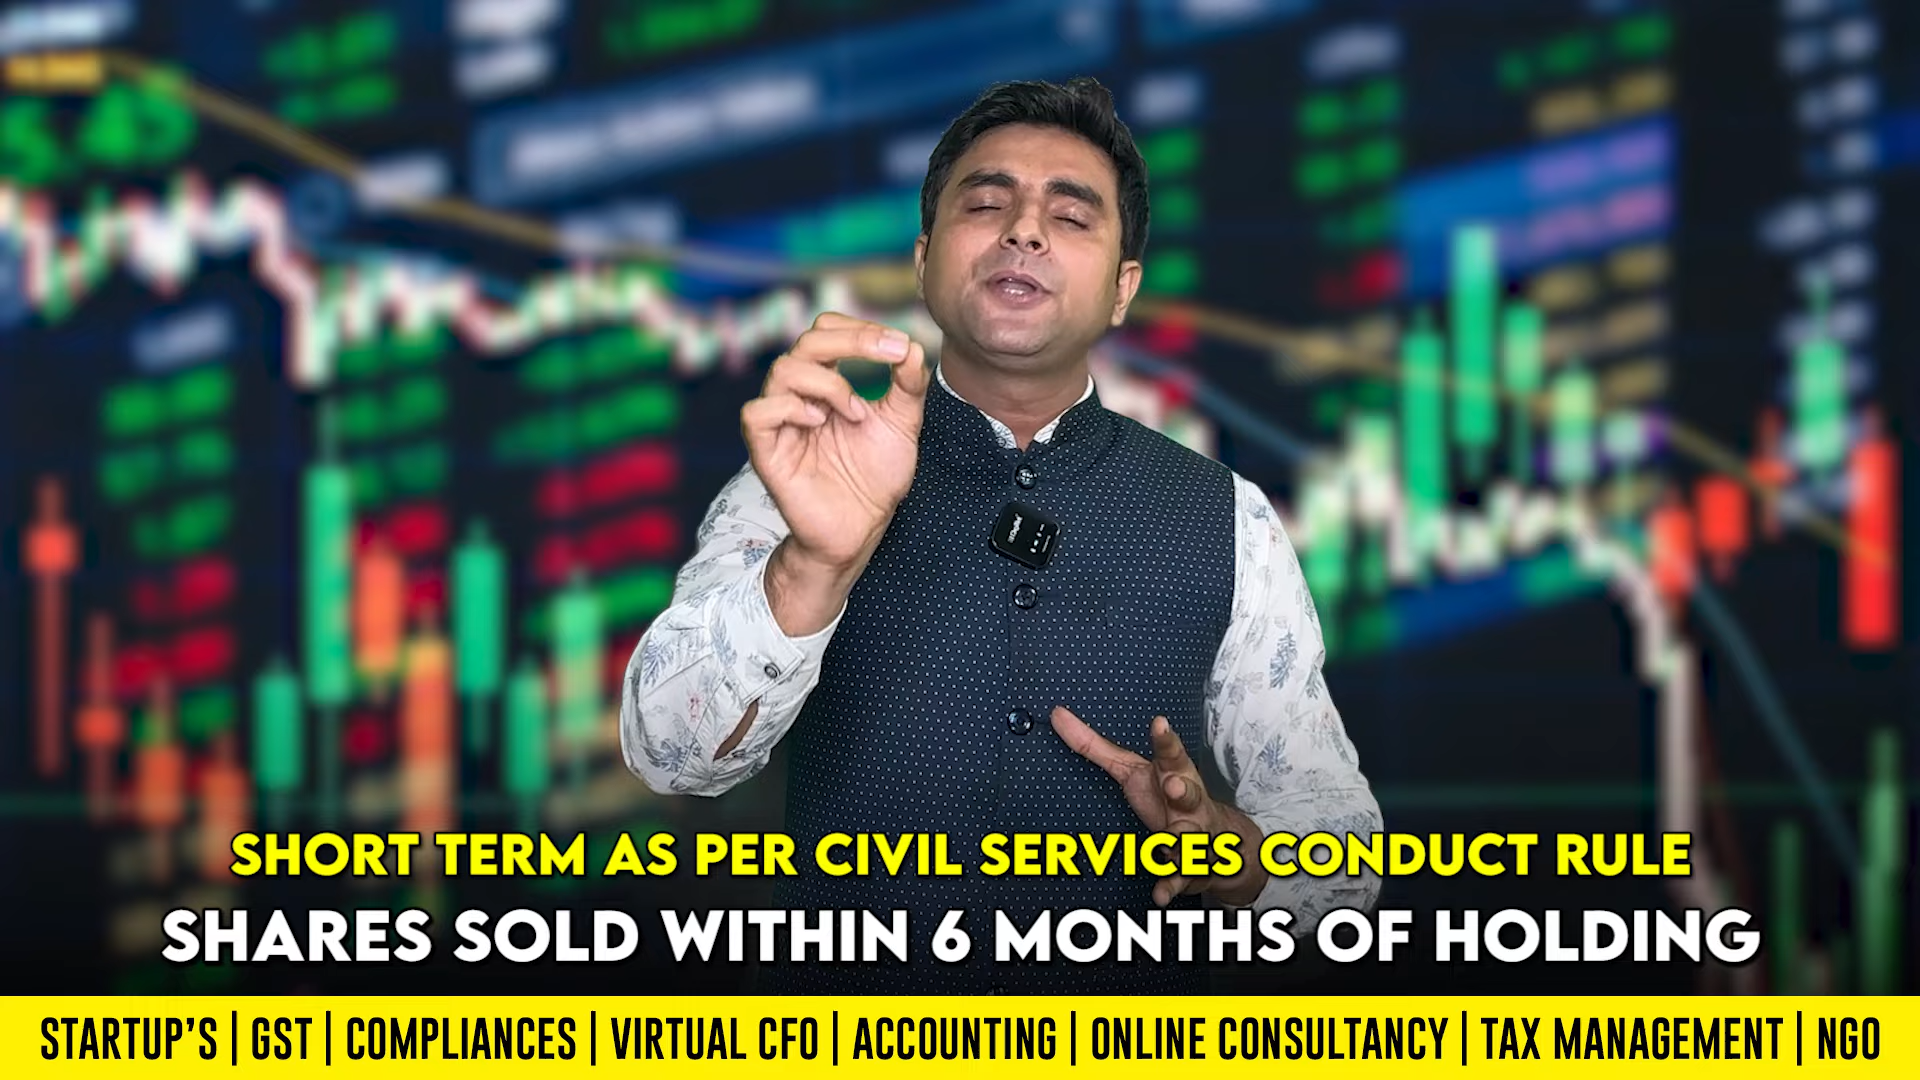 SHORT TERM AS PER CIVIL SERVICES CONDUCT RULE
SHARES SOLD WITHIN 6 MONTHS OF HOLDING
STARTUP'S | GST | COMPLIANCES | VIRTUAL CFO | ACCOUNTING | ONLINE CONSULTANCY | TAX MANAGEMENT | NGO